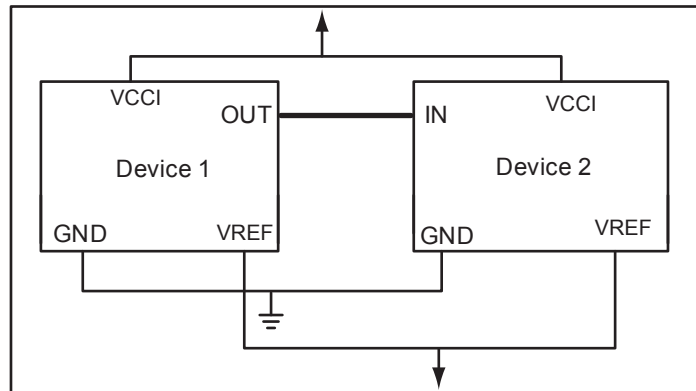 VCCI
VCCI
OUT
IN
Device 1
Device 2
GND
VREF
GND
VREF